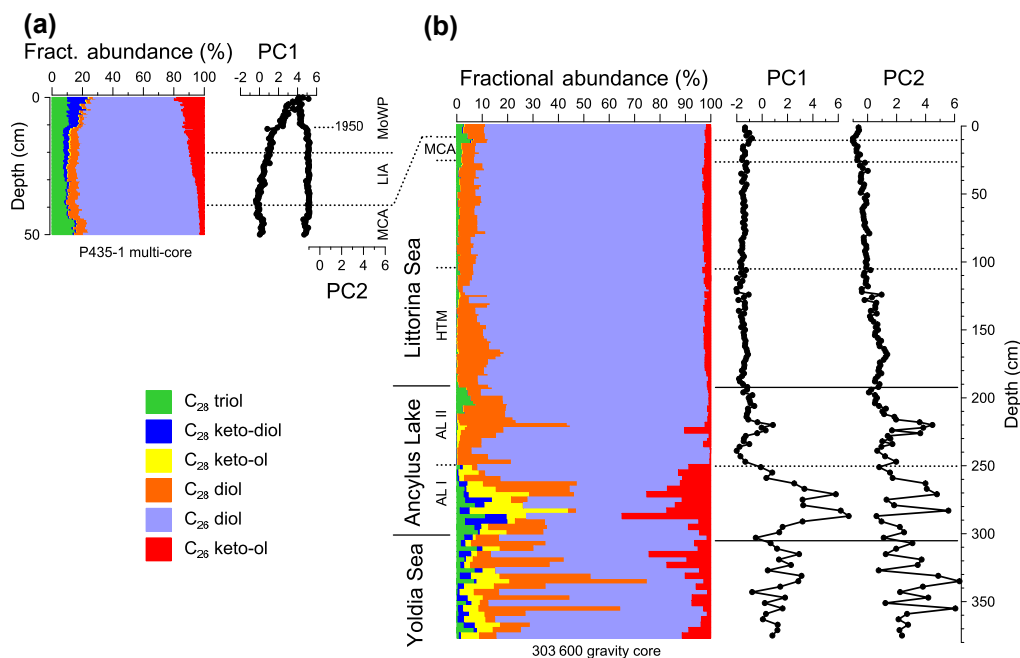 (a)
Fract. abundance (%)
0 20 40 60 80 100
Depth (cm)
0
50
P435-1 multi-core
PC1
-2 0 2 4 6
1950
MoWP
LIA
MCA
0 2 4 6
PC2
C28 triol
C28 keto-diol
C28 keto-ol
C28 diol
C26 diol
C26 keto-ol
(b)
Fractional abundance (%)
0 10 20 30 40 50 60 70 80 90 100
PC1
-2 0 2 4 6
PC2
0 2 4 6
MCA
HTM
AL II
AL I
Littorina Sea
Ancylus Lake
Yoldia Sea
303 600 gravity core
0
50
100
150
200
250
300
350
Depth (cm)